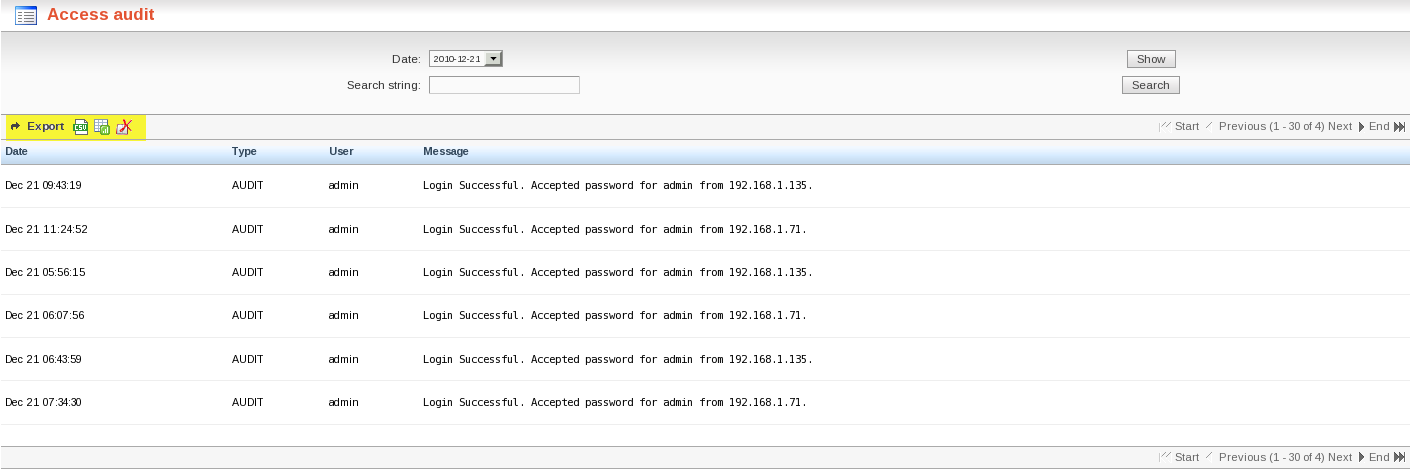 Access audit
Date: 2010-12-21 Show
Search string: Search
Export CSV Start Previous (1 - 30 of 4) Next End
Date Type User Message
Dec 21 09:43:19 AUDIT admin Login Successful. Accepted password for admin from 192.168.1.135.
Dec 21 11:24:52 AUDIT admin Login Successful. Accepted password for admin from 192.168.1.71.
Dec 21 05:56:15 AUDIT admin Login Successful. Accepted password for admin from 192.168.1.135.
Dec 21 06:07:56 AUDIT admin Login Successful. Accepted password for admin from 192.168.1.71.
Dec 21 06:43:59 AUDIT admin Login Successful. Accepted password for admin from 192.168.1.135.
Dec 21 07:34:30 AUDIT admin Login Successful. Accepted password for admin from 192.168.1.71.
Start Previous (1 - 30 of 4) Next End